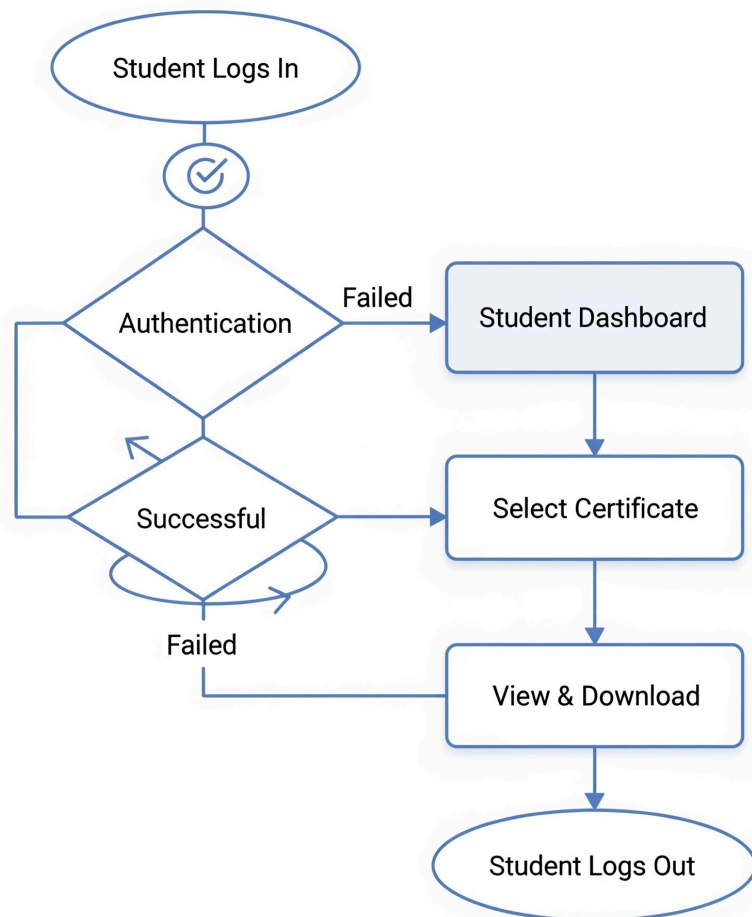 Student Logs In
Authentication
Failed
Student Dashboard
Successful
Select Certificate
Failed
View & Download
Student Logs Out